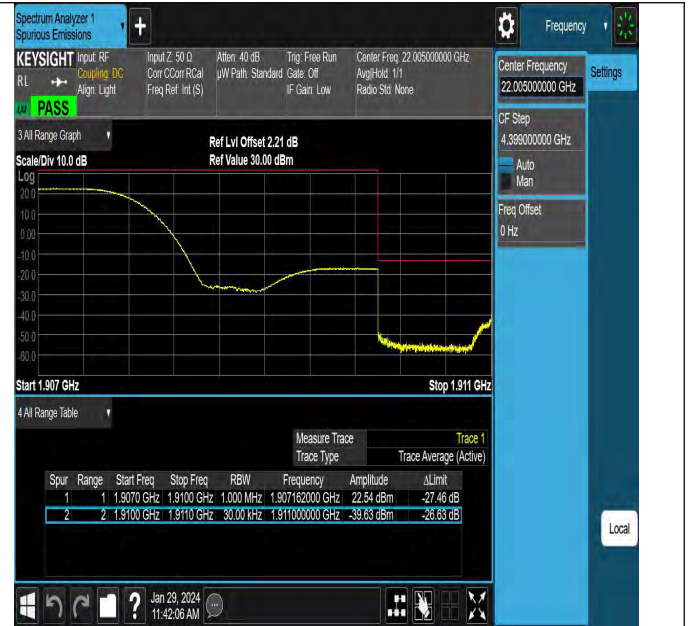 Spectrum Analyzer 1
Spurious Emissions
+
Frequency
KEYSIGHT Input: RF Input Z: 50 Ω Atten: 40 dB Trig: Free Run Center Freq: 22.005000000 GHz
RL Coupling: DC Corr CCorr RCal µW Path: Standard Gate: Off Avg|Hold: 1/1
Align: Light Freq Ref: Int (S) IF Gain: Low Radio Std: None
PASS
Center Frequency
22.005000000 GHz
Settings
CF Step
4.399000000 GHz
Auto
Man
Freq Offset
0 Hz
3 All Range Graph
Ref Lvl Offset 2.21 dB
Scale/Div 10.0 dB Ref Value 30.00 dBm
Log
20.0
10.0
0.00
-10.0
-20.0
-30.0
-40.0
-50.0
-60.0
Start 1.907 GHz Stop 1.911 GHz
4 All Range Table
Measure Trace Trace 1
Trace Type Trace Average (Active)
Spur Range Start Freq Stop Freq RBW Frequency Amplitude ΔLimit
1 1 1.9070 GHz 1.9100 GHz 1.000 MHz 1.907162000 GHz 22.54 dBm -27.46 dB
2 2 1.9100 GHz 1.9110 GHz 30.00 kHz 1.911000000 GHz -39.63 dBm -26.63 dB
Local
? Jan 29, 2024
11:42:06 AM